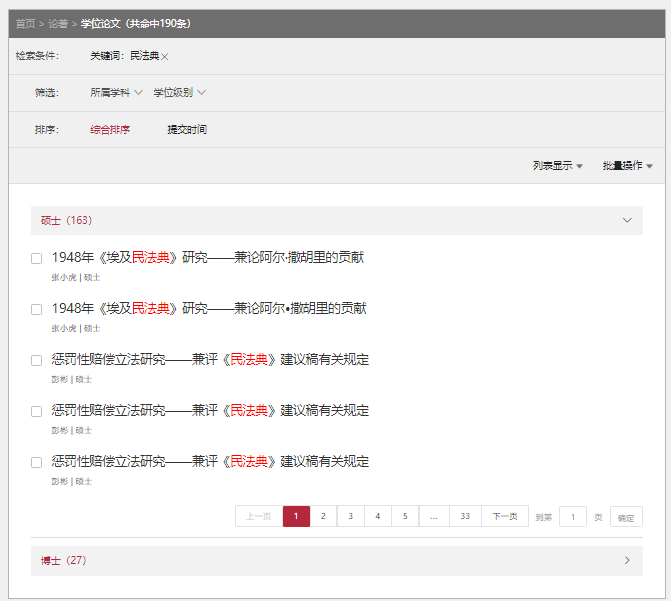 首页 > 论著 > 学位论文（共命中190条）
检索条件： 关键词：民法典×
筛选： 所属学科 学位级别
排序： 综合排序 提交时间
列表显示 批量操作
硕士（163）
1948年《埃及民法典》研究——兼论阿尔·撒胡里的贡献
张小虎 | 硕士
1948年《埃及民法典》研究——兼论阿尔•撒胡里的贡献
张小虎 | 硕士
惩罚性赔偿立法研究——兼评《民法典》建议稿有关规定
彭彬 | 硕士
惩罚性赔偿立法研究——兼评《民法典》建议稿有关规定
彭彬 | 硕士
惩罚性赔偿立法研究——兼评《民法典》建议稿有关规定
彭彬 | 硕士
上一页 1 2 3 4 5 ... 33 下一页 到第 1 页 确定
博士（27）